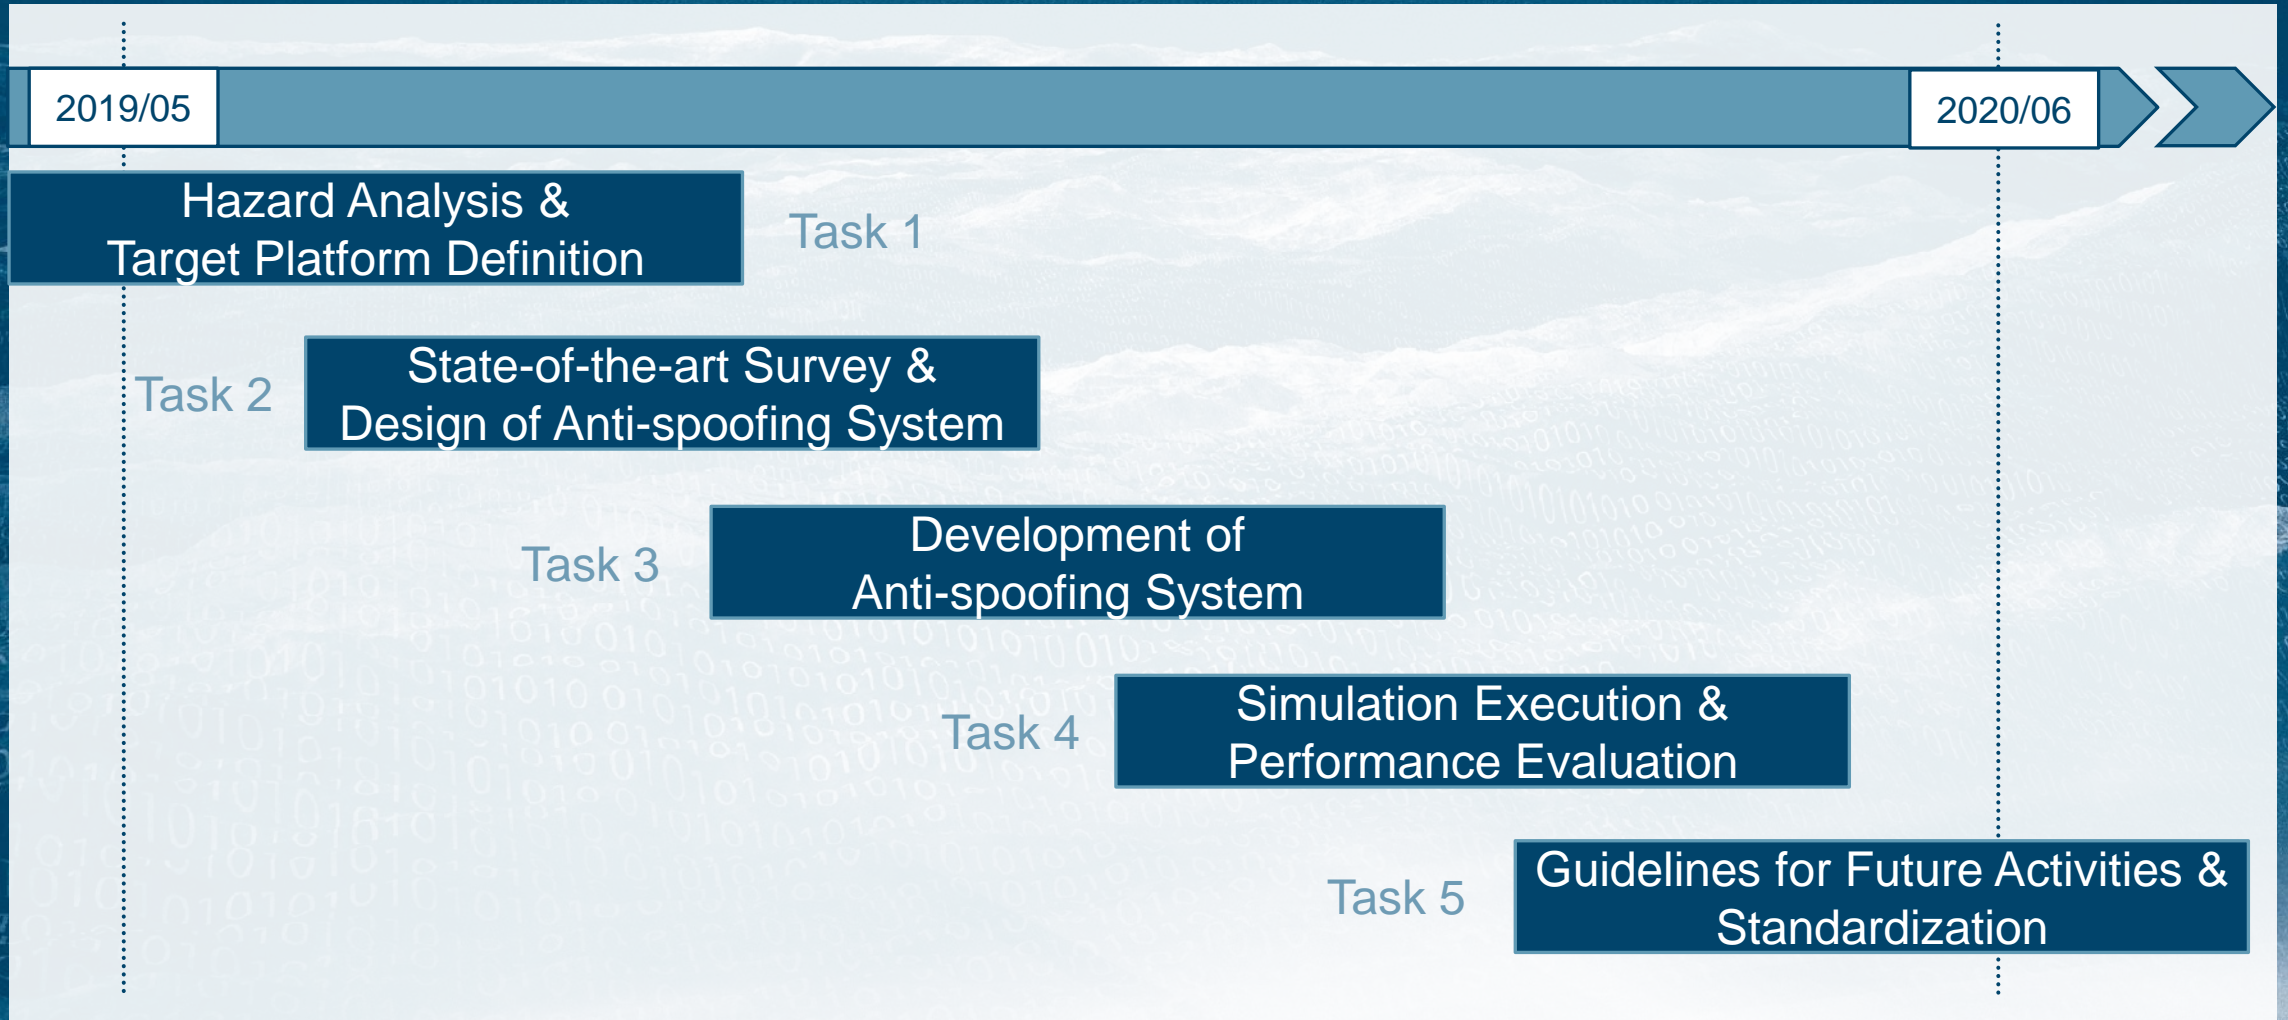 2019/05
2020/06
Hazard Analysis &
Target Platform Definition
Task 1
Task 2
State-of-the-art Survey &
Design of Anti-spoofing System
Task 3
Development of
Anti-spoofing System
Task 4
Simulation Execution &
Performance Evaluation
Task 5
Guidelines for Future Activities &
Standardization